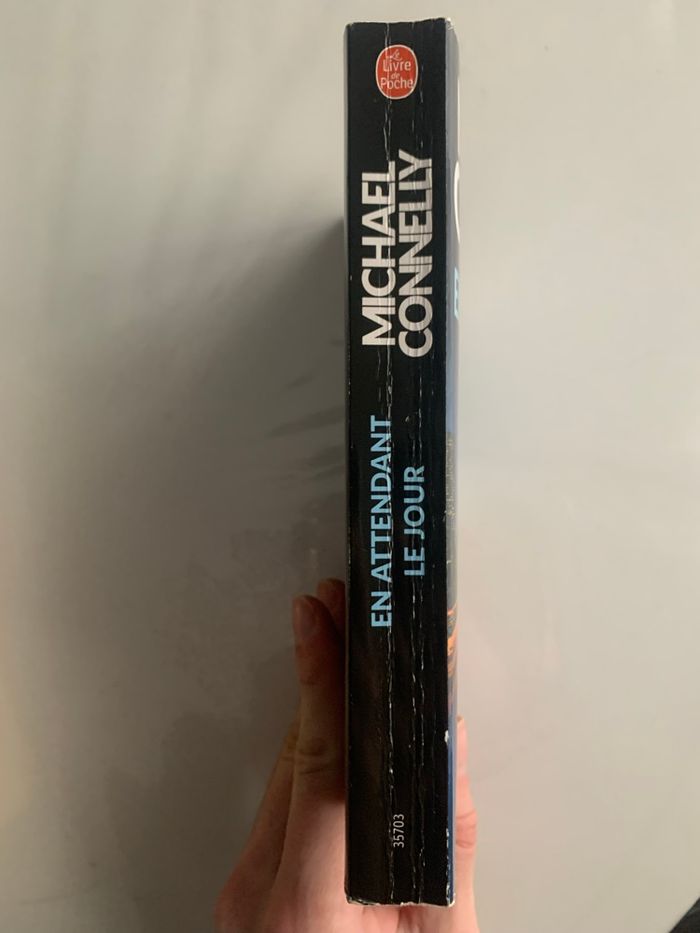 Le
Livre
de
Poche
MICHAEL
CONNELLY
EN ATTENDANT
LE JOUR
35703